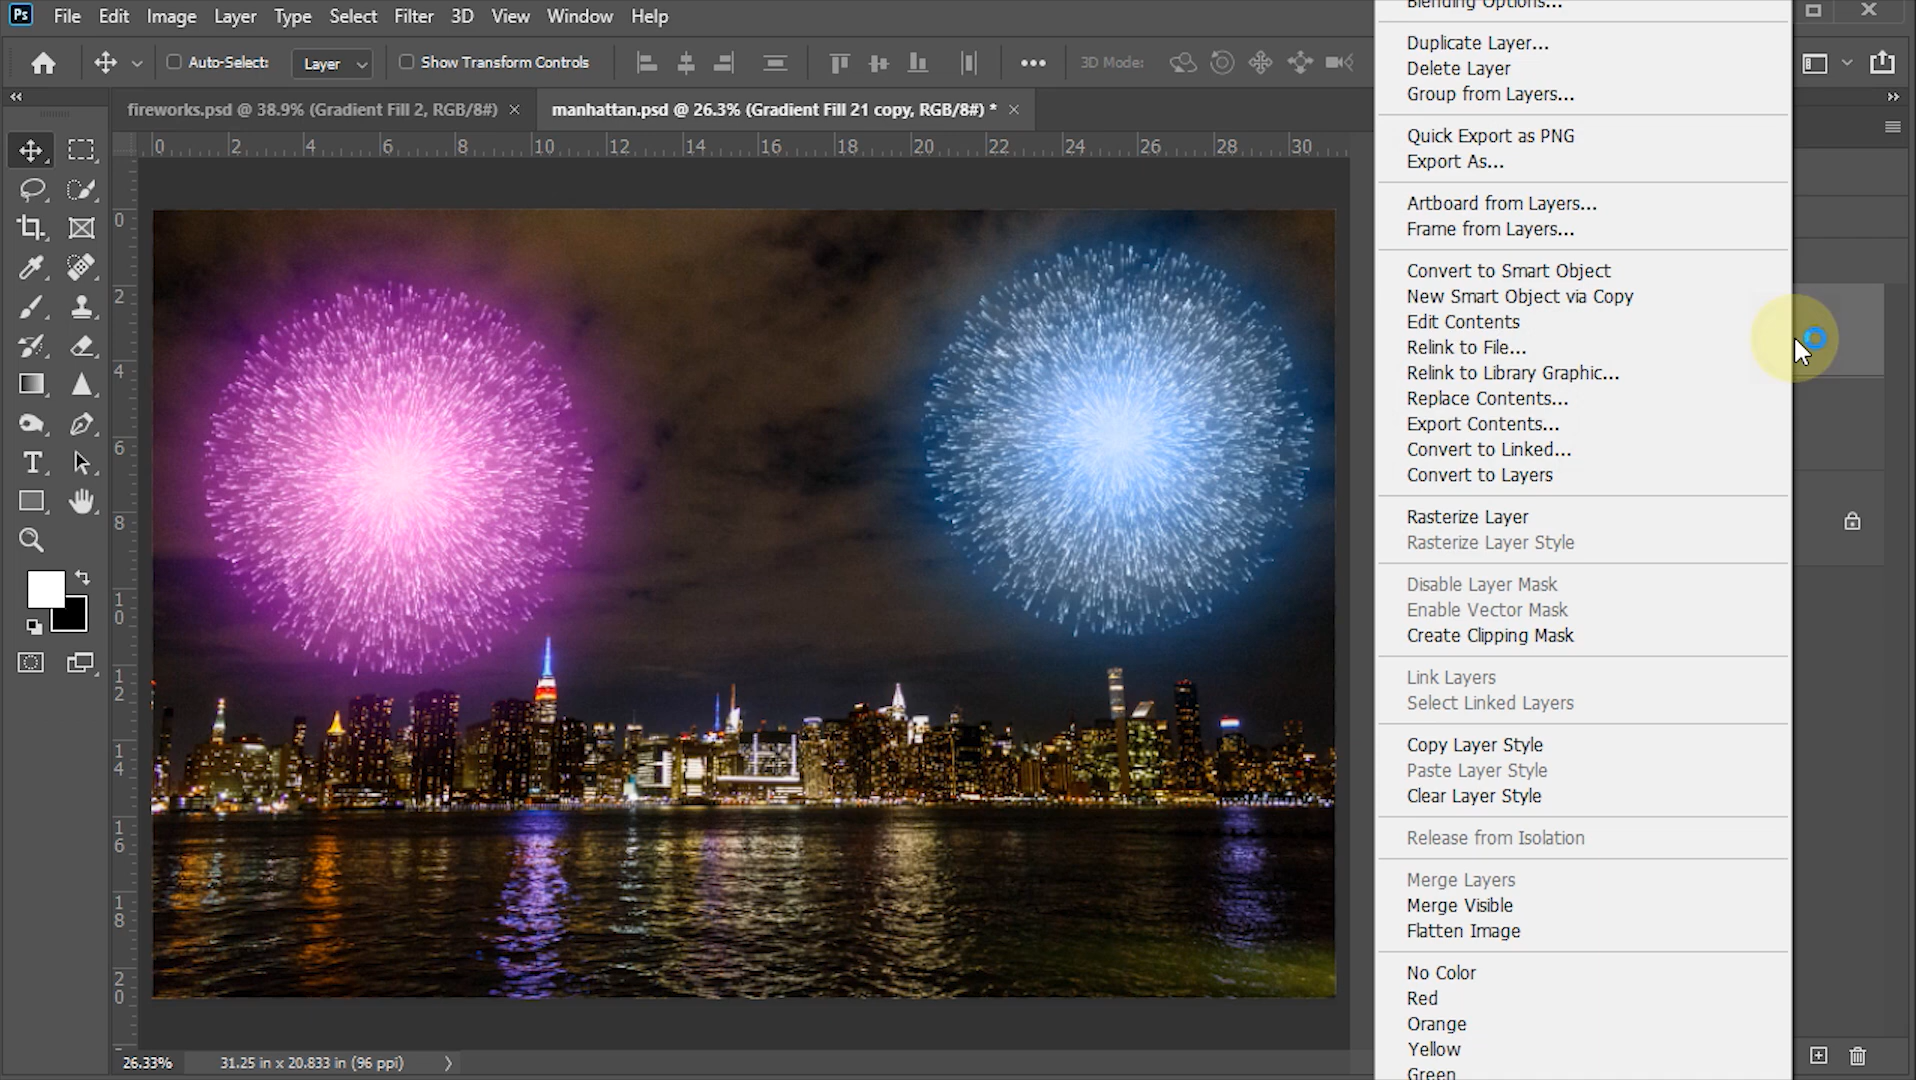 Ps File Edit Image Layer Type Select Filter 3D View Window Help
Auto-Select: Layer Show Transform Controls 3D Mode:
fireworks.psd @ 38.9% (Gradient Fill 2, RGB/8#) × manhattan.psd @ 26.3% (Gradient Fill 21 copy, RGB/8#) * ×
0 2 4 6 8 10 12 14 16 18 20 22 24 26 28 30
0
2
4
6
8
10
12
14
16
18
20
T
Blending Options...
Duplicate Layer...
Delete Layer
Group from Layers...
Quick Export as PNG
Export As...
Artboard from Layers...
Frame from Layers...
Convert to Smart Object
New Smart Object via Copy
Edit Contents
Relink to File...
Relink to Library Graphic...
Replace Contents...
Export Contents...
Convert to Linked...
Convert to Layers
Rasterize Layer
Rasterize Layer Style
Disable Layer Mask
Enable Vector Mask
Create Clipping Mask
Link Layers
Select Linked Layers
Copy Layer Style
Paste Layer Style
Clear Layer Style
Release from Isolation
Merge Layers
Merge Visible
Flatten Image
No Color
Red
Orange
Yellow
Green
26.33% 31.25 in x 20.833 in (96 ppi)